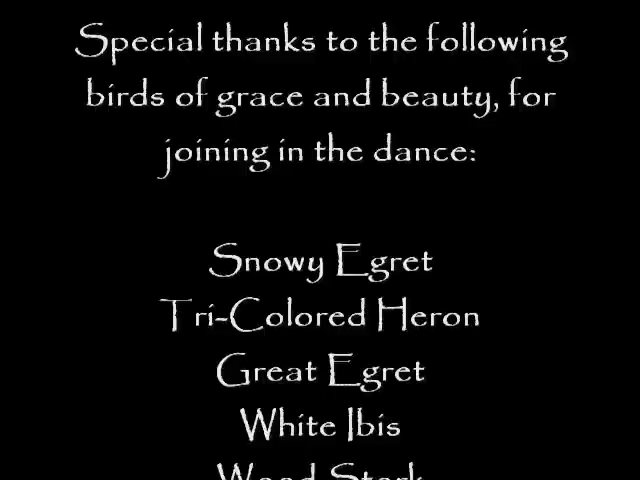 Special thanks to the following
birds of grace and beauty, for
joining in the dance:
Snowy Egret
Tri-Colored Heron
Great Egret
White Ibis
Wood Stork